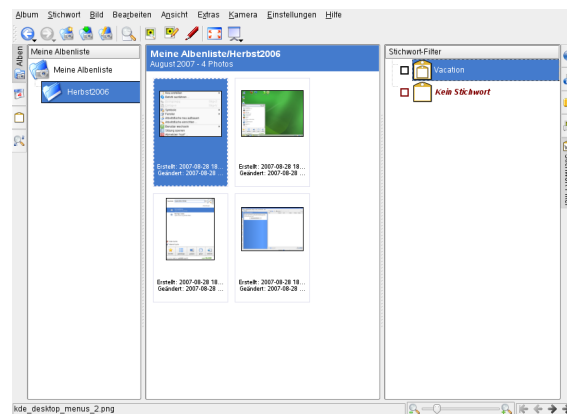 Album Stichwort Bild Bearbeiten Ansicht Extras Kamera Einstellungen Hilfe
Alben
Meine Albenliste
Meine Albenliste
Herbst2006
Meine Albenliste/Herbst2006
August 2007 - 4 Photos
Erstellt: 2007-08-28 18...
Geändert: 2007-08-28 ...
Erstellt: 2007-08-28 18...
Geändert: 2007-08-28 ...
Erstellt: 2007-08-28 18...
Geändert: 2007-08-28 ...
Erstellt: 2007-08-28 18...
Geändert: 2007-08-28 ...
Stichwort-Filter
Vacation
Kein Stichwort
kde_desktop_menus_2.png